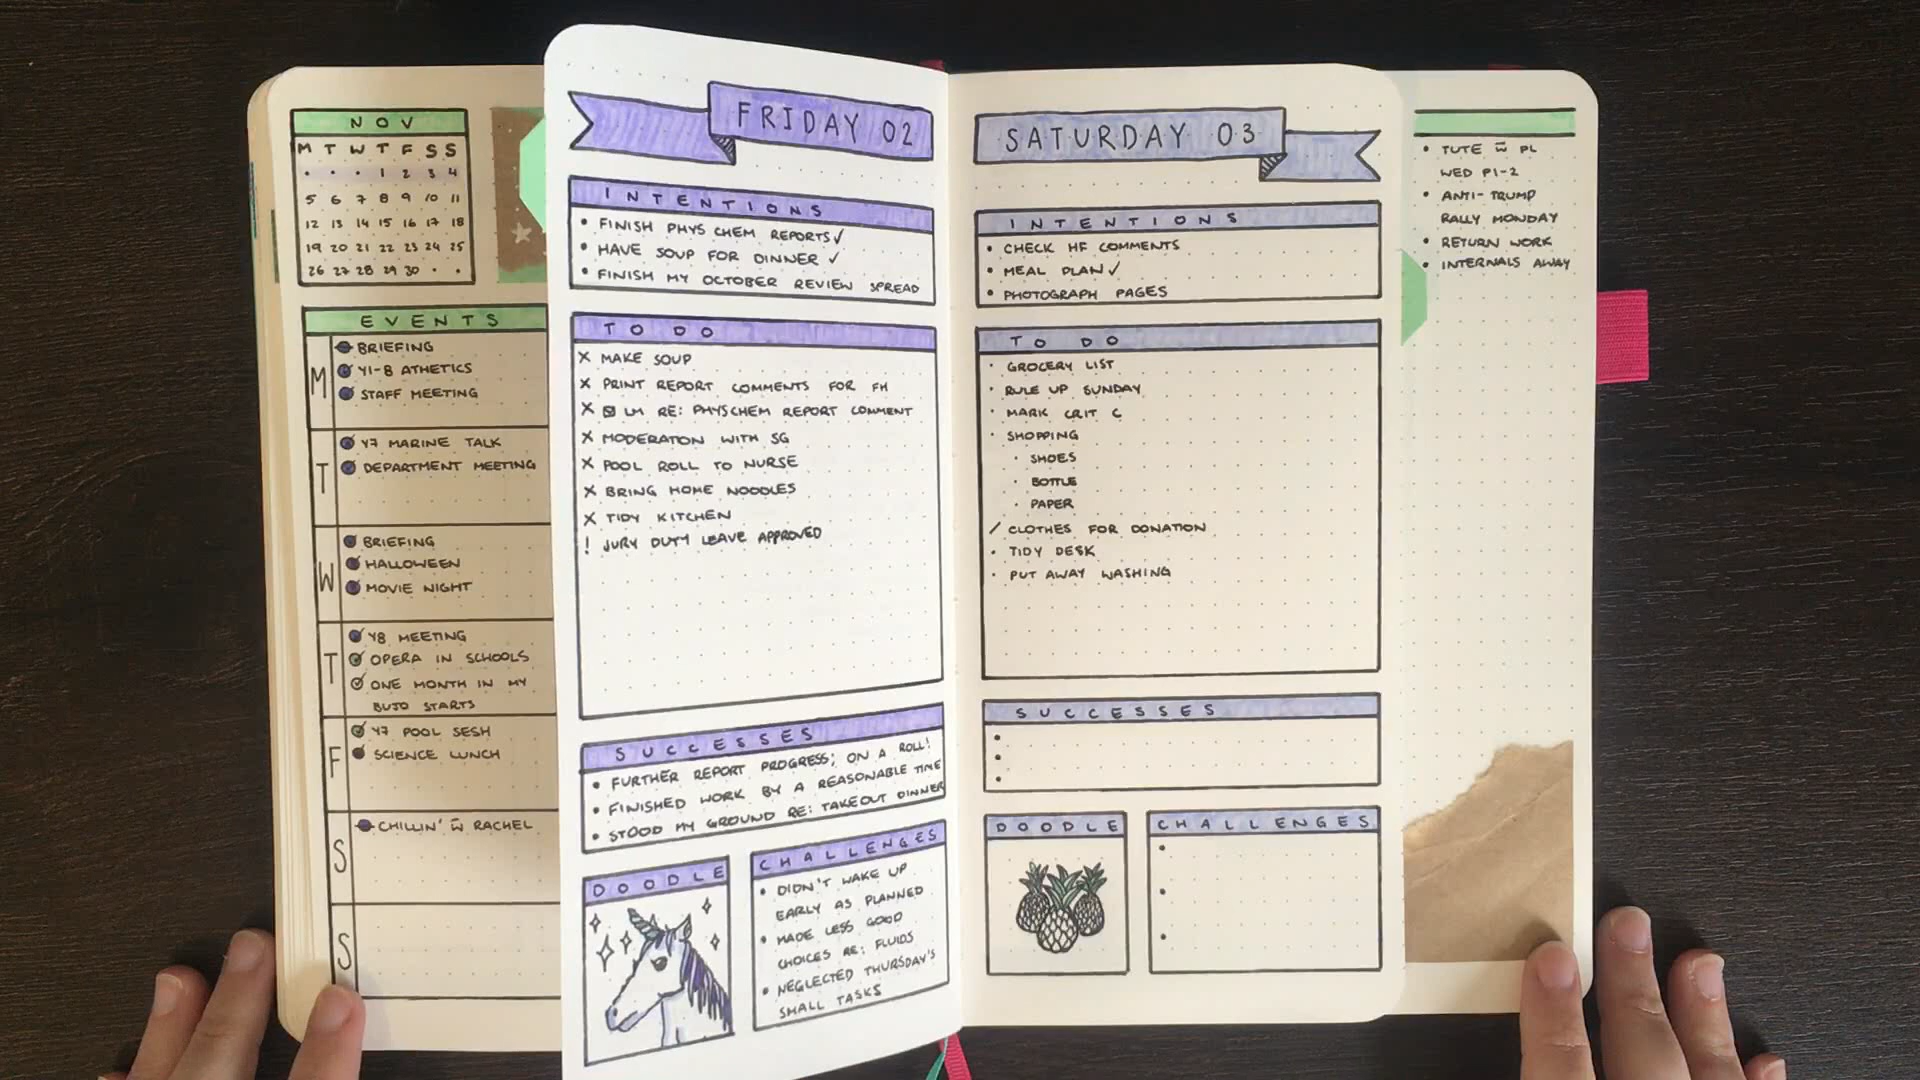 NOV
M T W T F S S
• • • 1 2 3 4
5 6 7 8 9 10 11
12 13 14 15 16 17 18
19 20 21 22 23 24 25
26 27 28 29 30 • •
EVENTS
M
BRIEFING
Y1-8 ATHETICS
STAFF MEETING
T
Y7 MARINE TALK
DEPARTMENT MEETING
W
BRIEFING
HALLOWEEN
MOVIE NIGHT
T
Y8 MEETING
OPERA IN SCHOOLS
ONE MONTH IN MY
BUJO STARTS
F
Y7 POOL SESH
SCIENCE LUNCH
S
CHILLIN' W̄ RACHEL
S
FRIDAY 02
INTENTIONS
• FINISH PHYS CHEM REPORTS ✓
• HAVE SOUP FOR DINNER ✓
• FINISH MY OCTOBER REVIEW SPREAD
TO DO
X MAKE SOUP
X PRINT REPORT COMMENTS FOR FH
X ✉ LM RE: PHYSCHEM REPORT COMMENT
X MODERATION WITH SG
X POOL ROLL TO NURSE
X BRING HOME NOODLES
X TIDY KITCHEN
! JURY DUTY LEAVE APPROVED
SUCCESSES
• FURTHER REPORT PROGRESS; ON A ROLL!
• FINISHED WORK BY A REASONABLE TIME
• STOOD MY GROUND RE: TAKEOUT DINNER
DOODLE
CHALLENGES
• DIDN'T WAKE UP
EARLY AS PLANNED
• MADE LESS GOOD
CHOICES RE: FLUIDS
• NEGLECTED THURSDAY'S
SMALL TASKS
SATURDAY 03
INTENTIONS
• CHECK HF COMMENTS
• MEAL PLAN ✓
• PHOTOGRAPH PAGES
TO DO
• GROCERY LIST
• RULE UP SUNDAY
• MARK CRIT C
• SHOPPING
• SHOES
• BOTTLE
• PAPER
/ CLOTHES FOR DONATION
• TIDY DESK
• PUT AWAY WASHING
SUCCESSES
•
•
•
DOODLE
CHALLENGES
•
•
•
• TUTE W̄ PL
WED P1-2
• ANTI-TRUMP
RALLY MONDAY
• RETURN WORK
• INTERNALS AWAY